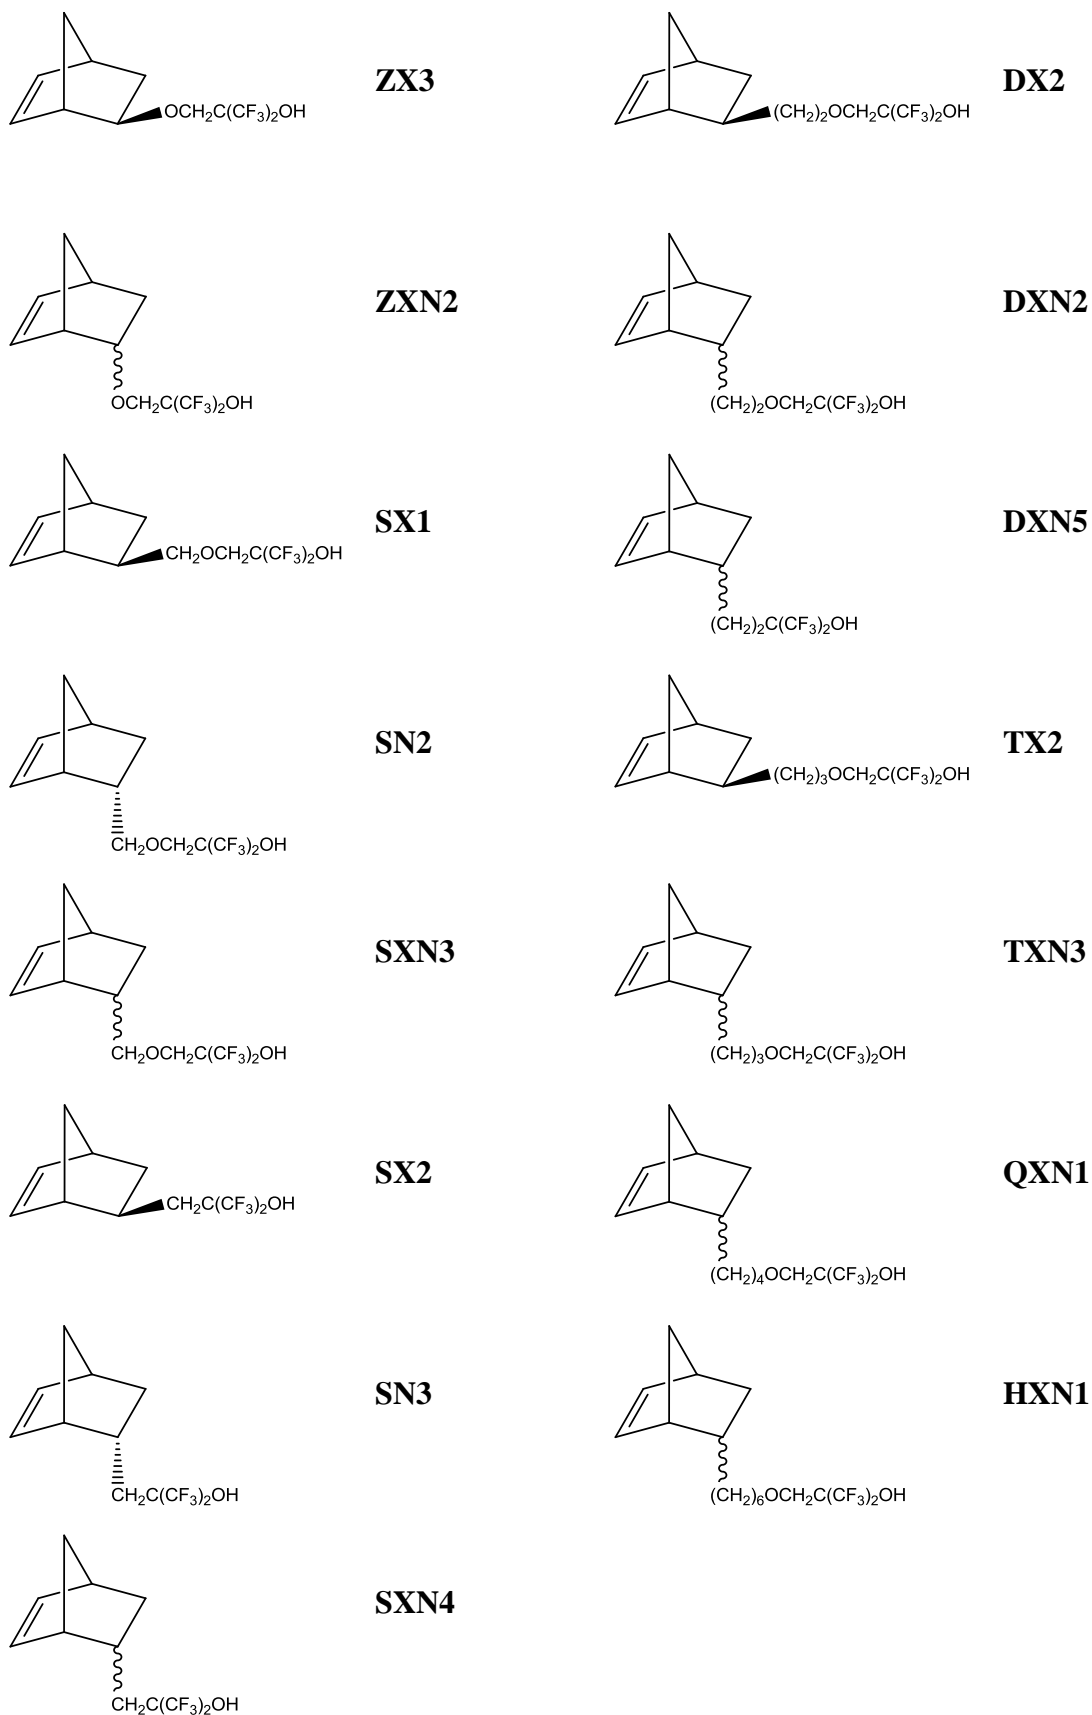 ZX3
OCH2C(CF3)2OH
DX2
(CH2)2OCH2C(CF3)2OH
ZXN2
OCH2C(CF3)2OH
DXN2
(CH2)2OCH2C(CF3)2OH
SX1
CH2OCH2C(CF3)2OH
DXN5
(CH2)2C(CF3)2OH
SN2
CH2OCH2C(CF3)2OH
TX2
(CH2)3OCH2C(CF3)2OH
SXN3
CH2OCH2C(CF3)2OH
TXN3
(CH2)3OCH2C(CF3)2OH
SX2
CH2C(CF3)2OH
QXN1
(CH2)4OCH2C(CF3)2OH
SN3
CH2C(CF3)2OH
HXN1
(CH2)6OCH2C(CF3)2OH
SXN4
CH2C(CF3)2OH